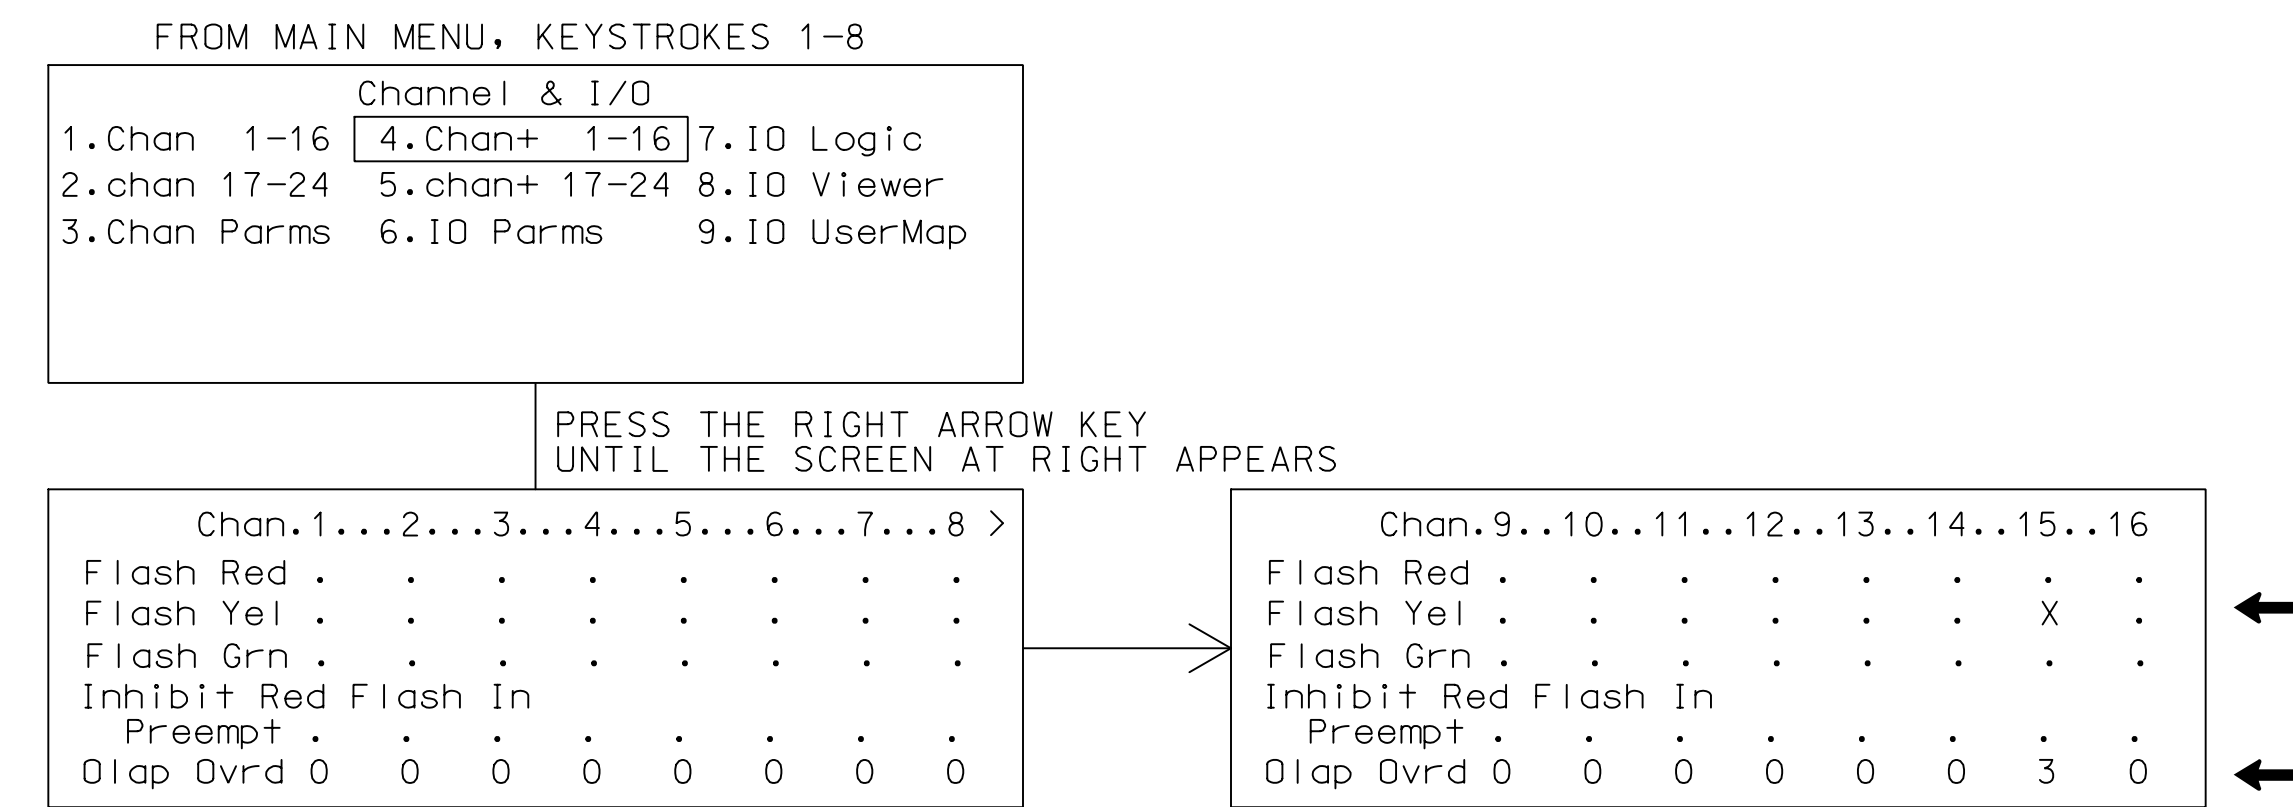 FROM MAIN MENU, KEYSTROKES 1-8
Channel & I/O
1.Chan 1-16 4.Chan+ 1-16 7.IO Logic
2.chan 17-24 5.chan+ 17-24 8.IO Viewer
3.Chan Parms 6.IO Parms 9.IO UserMap
PRESS THE RIGHT ARROW KEY
UNTIL THE SCREEN AT RIGHT APPEARS
Chan.1...2...3...4...5...6...7...8 >
Flash Red . . . . . . . .
Flash Yel . . . . . . . .
Flash Grn . . . . . . . .
Inhibit Red Flash In
Preempt . . . . . . . .
Olap Ovrd 0 0 0 0 0 0 0 0
Chan.9..10..11..12..13..14..15..16
Flash Red . . . . . . . .
Flash Yel . . . . . . X .
Flash Grn . . . . . . . .
Inhibit Red Flash In
Preempt . . . . . . . .
Olap Ovrd 0 0 0 0 0 0 3 0